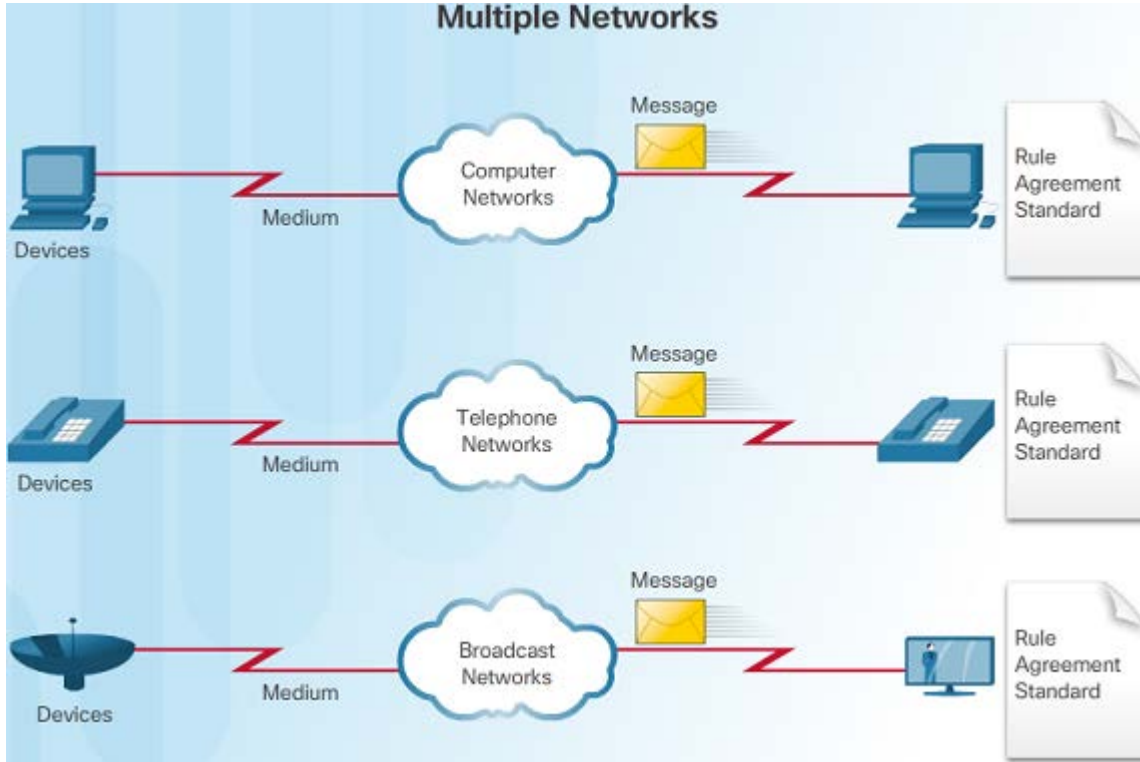 Multiple Networks
Message
Computer
Networks
Medium
Devices
Rule
Agreement
Standard
Message
Telephone
Networks
Medium
Devices
Rule
Agreement
Standard
Message
Broadcast
Networks
Medium
Devices
Rule
Agreement
Standard